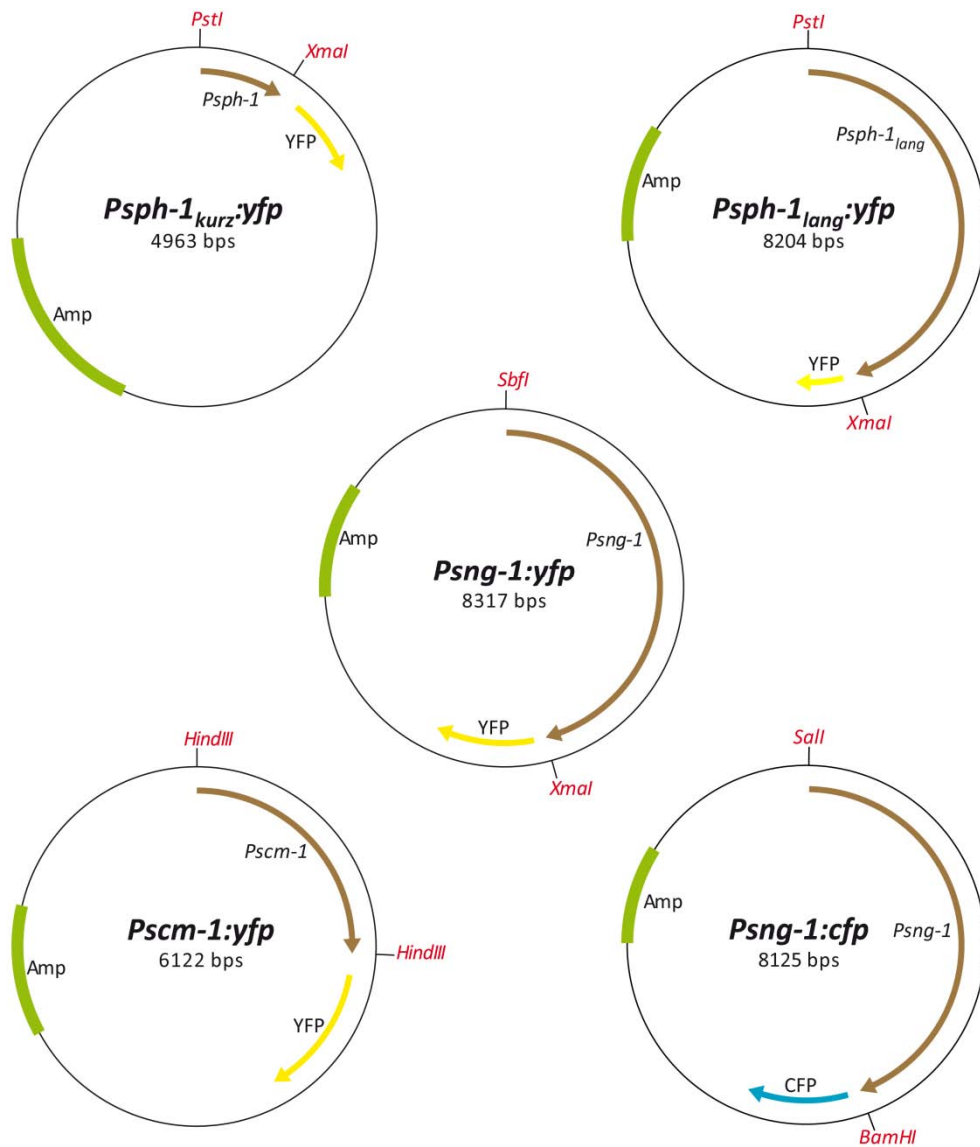 PstI
XmaI
Psph-1
YFP
Psph-1kurz:yfp
4963 bps
Amp
PstI
Psph-1lang
Amp
Psph-1lang:yfp
8204 bps
YFP
XmaI
SbfI
Amp
Psng-1
Psng-1:yfp
8317 bps
YFP
XmaI
HindIII
Pscm-1
Pscm-1:yfp
6122 bps
HindIII
Amp
YFP
SalI
Amp
Psng-1
Psng-1:cfp
8125 bps
CFP
BamHI